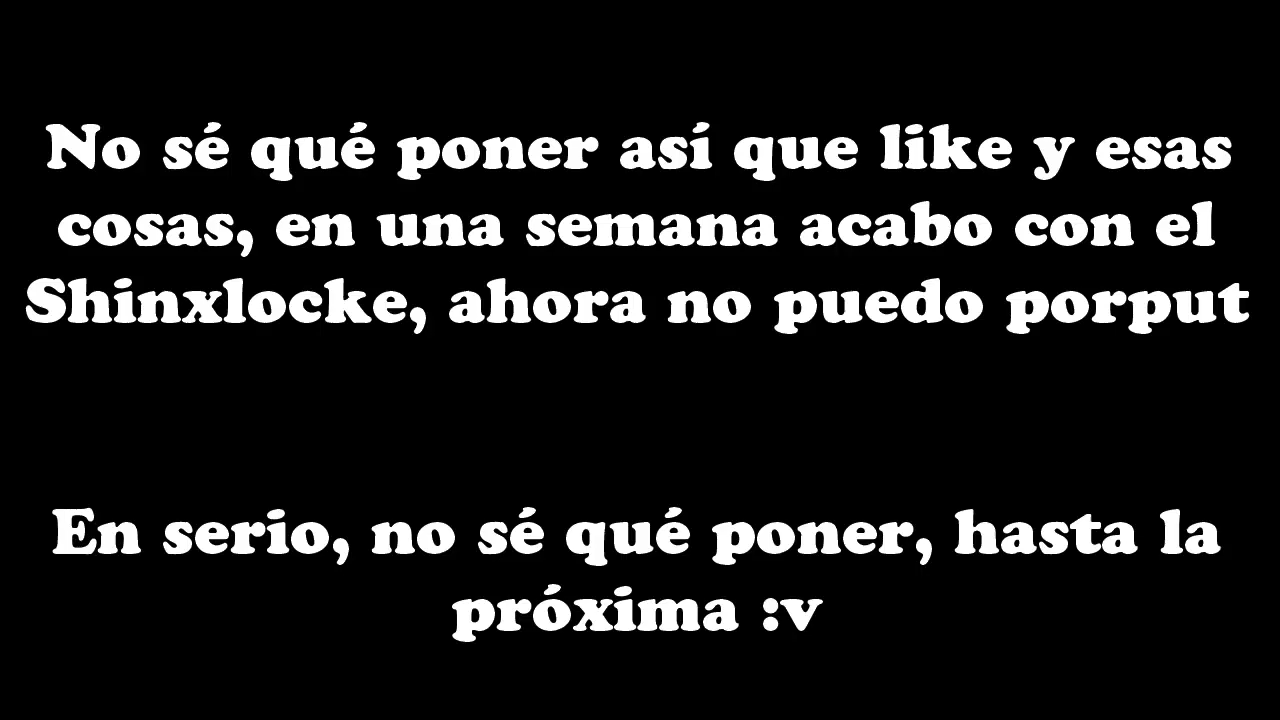 No sé qué poner así que like y esas
cosas, en una semana acabo con el
Shinxlocke, ahora no puedo porput
En serio, no sé qué poner, hasta la
próxima :v